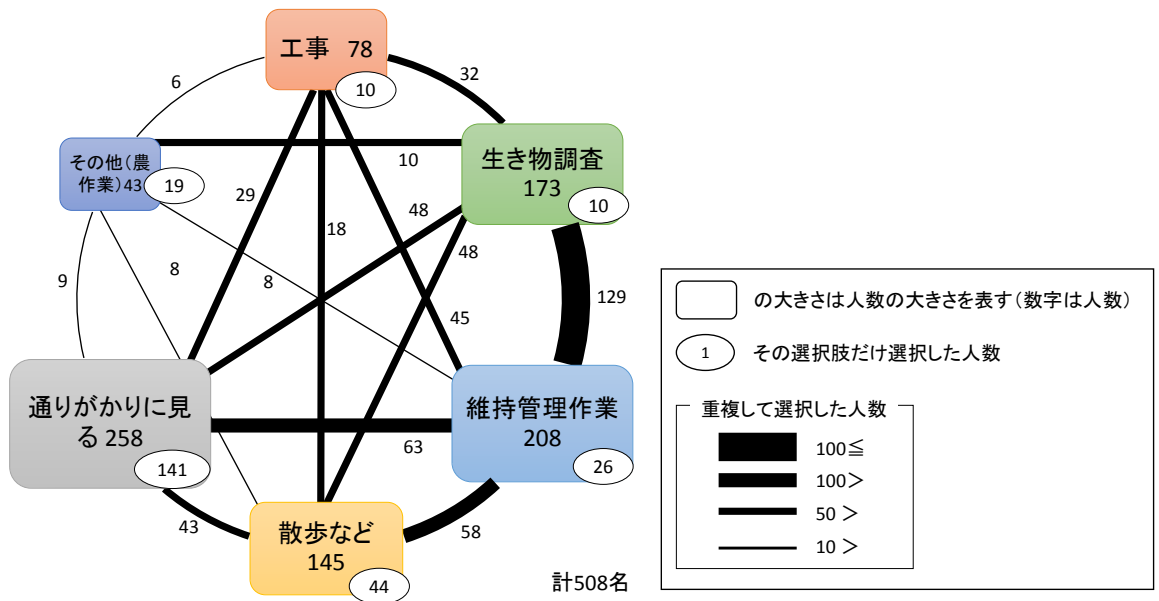 工事 78
10
6
32
その他(農
作業)43
19
生き物調査
173
10
10
29
18
48
48
9
8
8
45
129
通りがかりに見
る 258
141
維持管理作業
208
26
63
43
58
散歩など
145
44
計508名
の大きさは人数の大きさを表す(数字は人数)
1 その選択肢だけ選択した人数
重複して選択した人数
100≦
100>
50 >
10 >